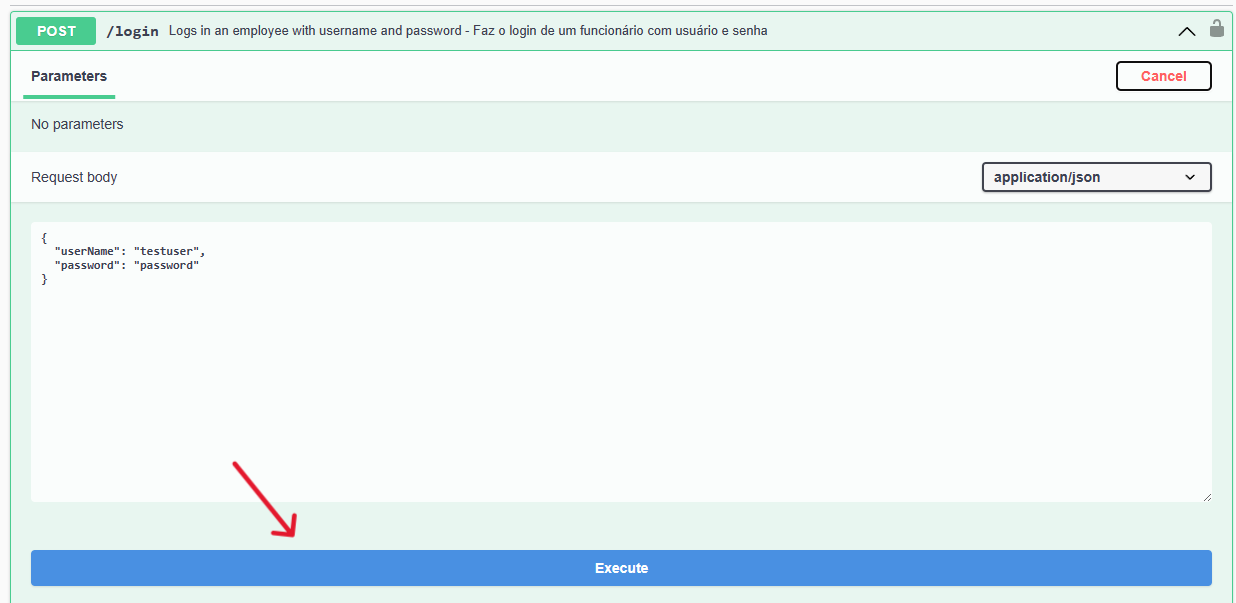 POST /login Logs in an employee with username and password - Faz o login de um funcionário com usuário e senha
Parameters
Cancel
No parameters
Request body
application/json
{
  "userName": "testuser",
  "password": "password"
}
Execute